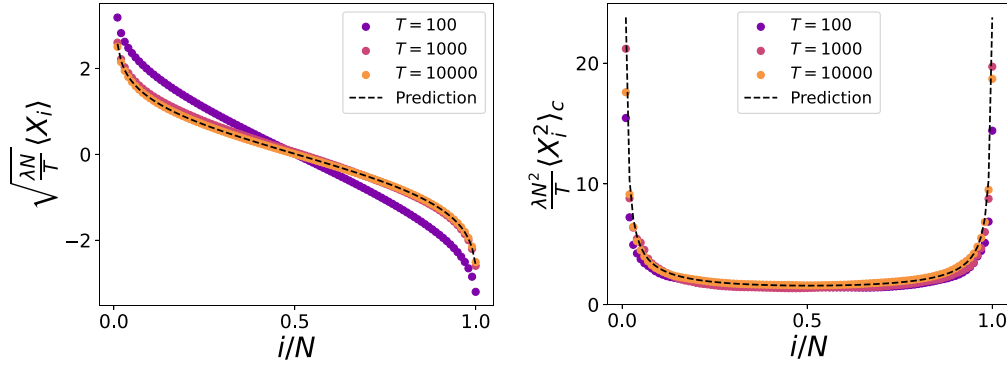 T = 100
T = 1000
T = 10000
Prediction
2
0
−2
√(λN/T) ⟨X_i⟩
0.0
0.5
1.0
i/N
T = 100
T = 1000
T = 10000
Prediction
20
10
0
λN²/T ⟨X_i²⟩_c
0.0
0.5
1.0
i/N